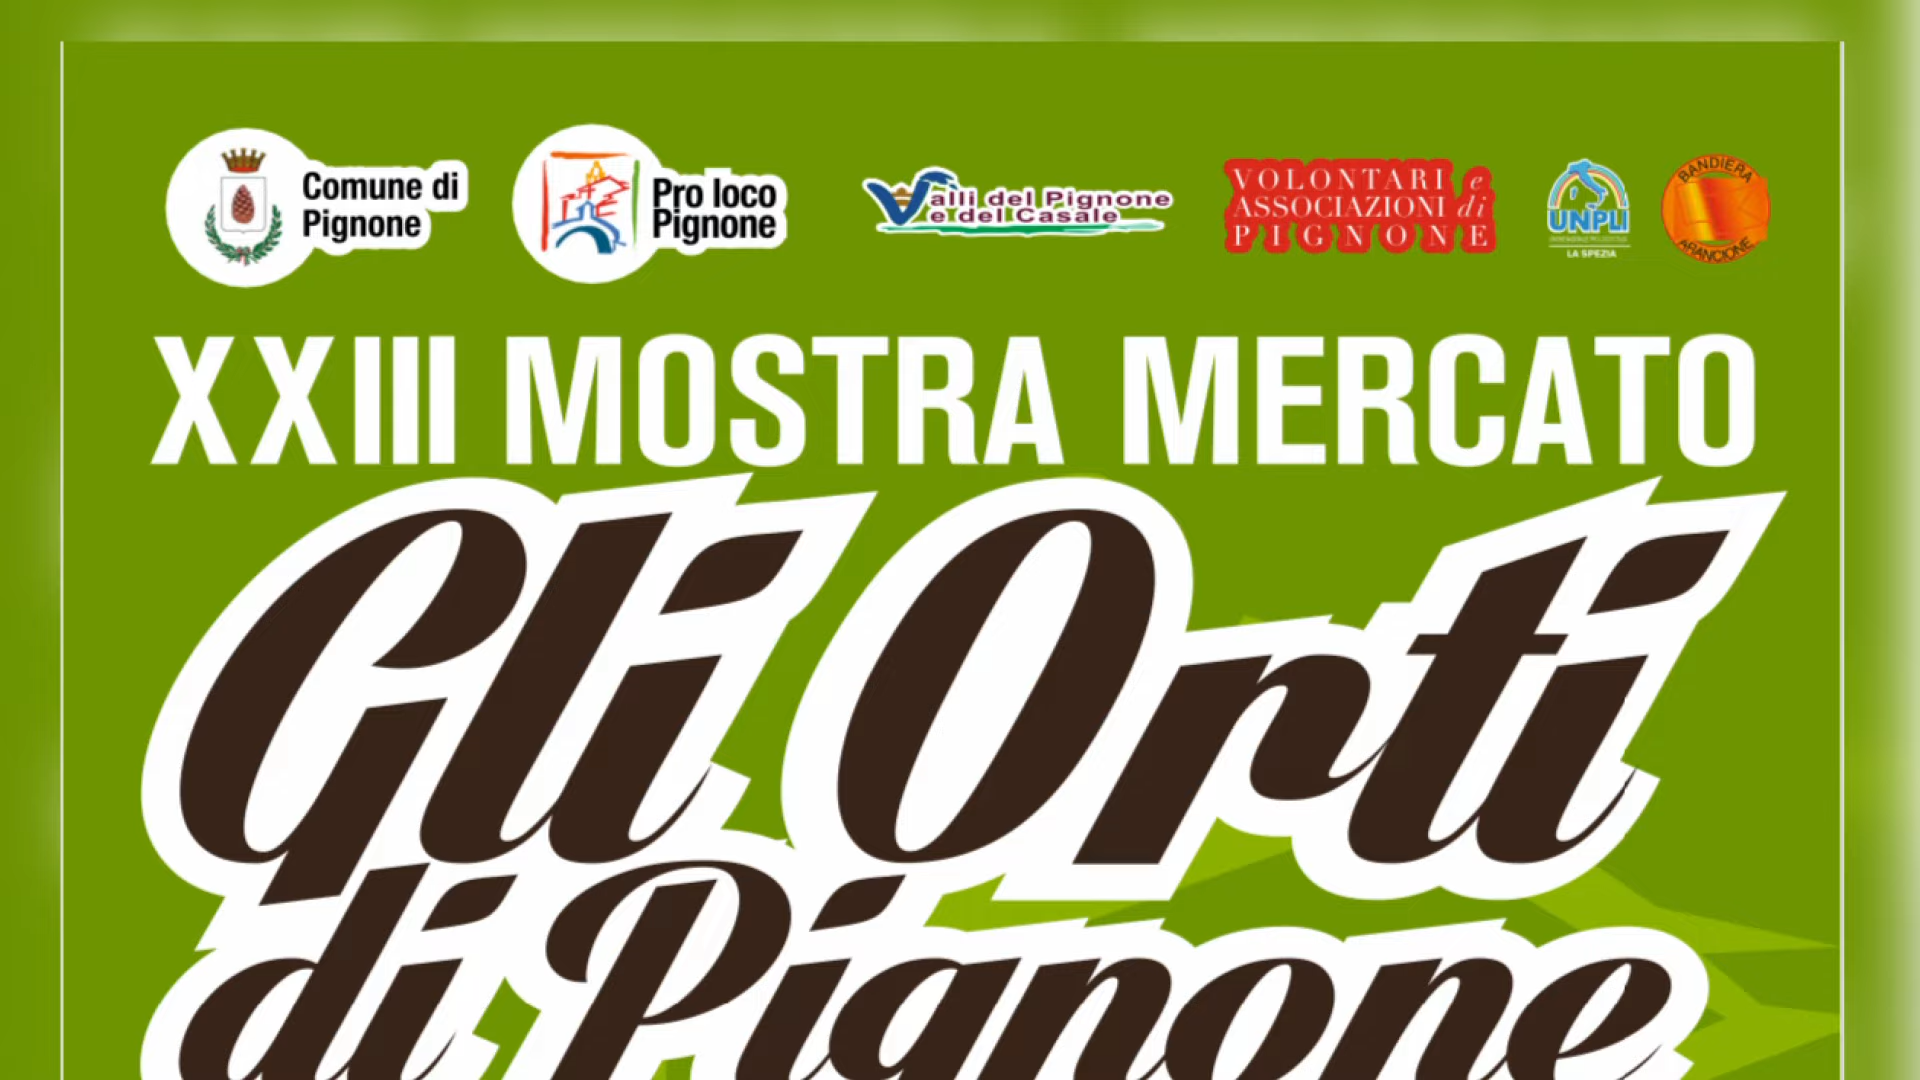 Comune di
Pignone
Pro loco
Pignone
Valli del Pignone
e del Casale
VOLONTARI e
ASSOCIAZIONI di
PIGNONE
UNPLI
LA SPEZIA
BANDIERA
ARANCIONE
XXIII MOSTRA MERCATO
Gli Orti
di Pignone